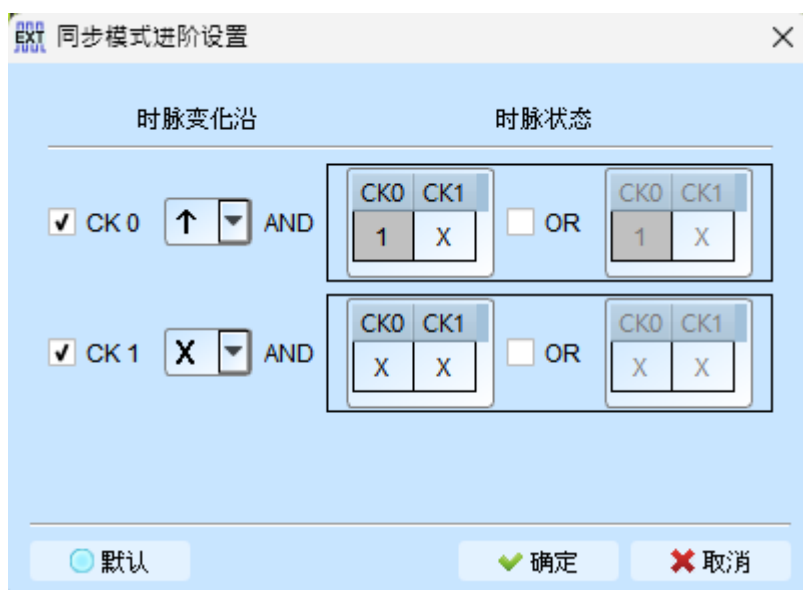 EXT 同步模式进阶设置
时脉变化沿 时脉状态
CK0 CK1 CK0 CK1
CK 0 ↑ AND OR
1 X 1 X
CK0 CK1 CK0 CK1
CK 1 X AND OR
X X X X
默认 确定 取消